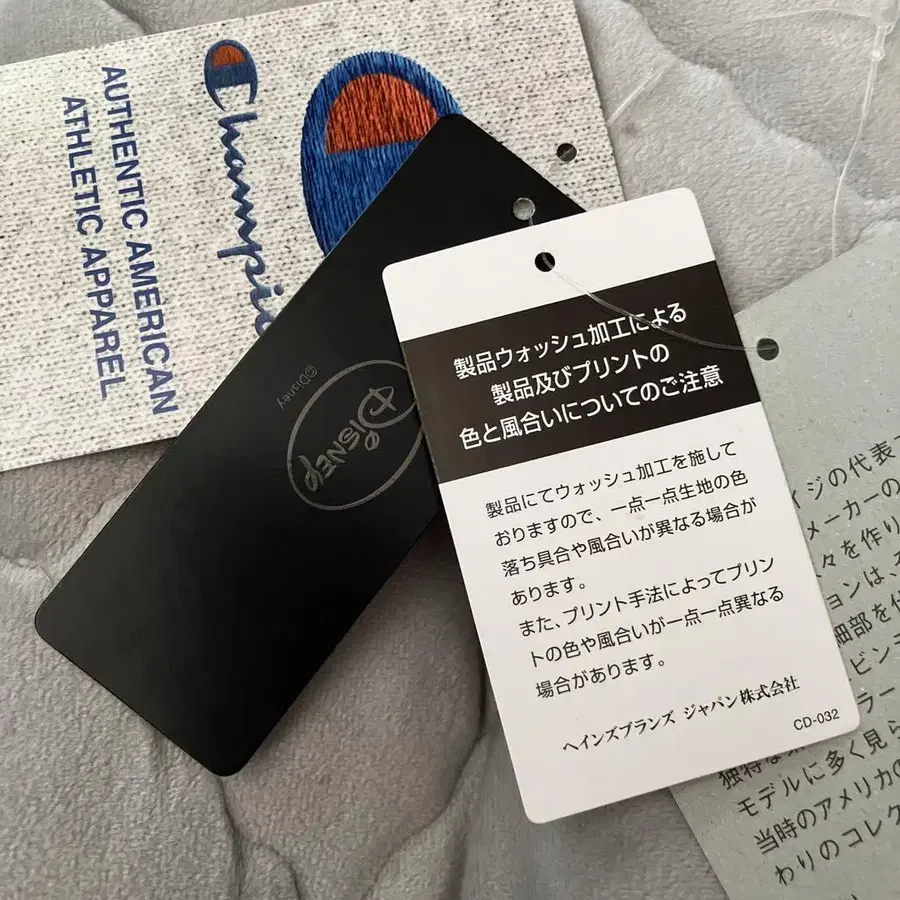 AUTHENTIC AMERICAN
ATHLETIC APPAREL
Champio
©Disney
Disney
製品ウォッシュ加工による
製品及びプリントの
色と風合いについてのご注意
製品にてウォッシュ加工を施して
おりますので、一点一点生地の色
落ち具合や風合いが異なる場合が
あります。
また、プリント手法によってプリン
トの色や風合いが一点一点異なる
場合があります。
ヘインズブランズ ジャパン株式会社
CD-032
イジの代表
メーカーの
々を作り
ョンは、
細部を
ビンテ
ラー
独特な
モデルに多く見ら
当時のアメリカの
わりのコレク